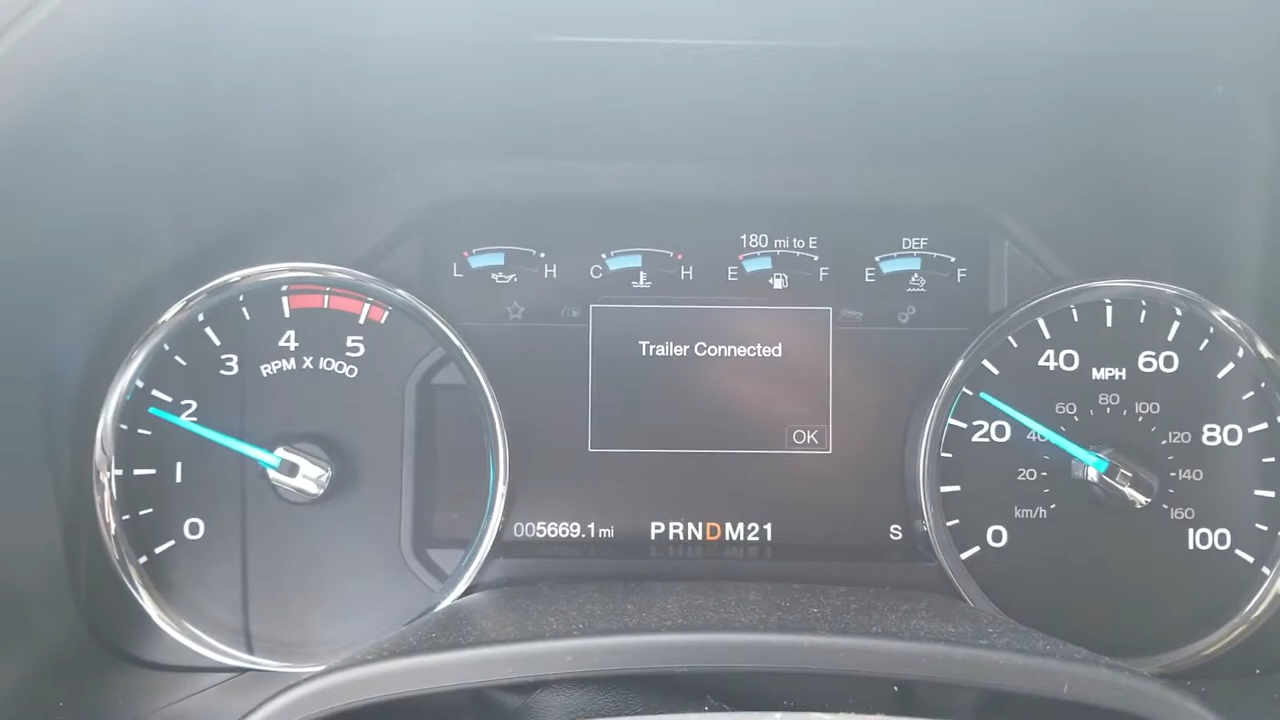 180 mi to E
DEF
L H
C H
E F
E F
Trailer Connected
OK
4 5
3
RPM X 1000
2
1
0
40 MPH 60
60 80 100
20 40 120 80
20 140
km/h 160
0 100
005669.1 mi
PRNDM21
S